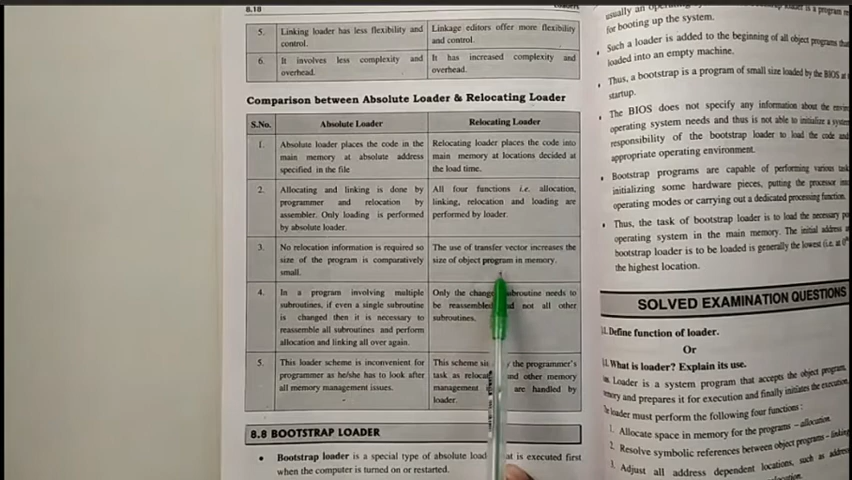 8.18
Loaders
5. Linking loader has less flexibility and Linkage editors offer more flexibility
control. and control.
6. It involves less complexity and It has increased complexity and
overhead. overhead.
Comparison between Absolute Loader & Relocating Loader
S.No. Absolute Loader Relocating Loader
1. Absolute loader places the code in the Relocating loader places the code into
main memory at absolute address main memory at locations decided at
specified in the file the load time.
2. Allocating and linking is done by All four functions i.e. allocation,
programmer and relocation by linking, relocation and loading are
assembler. Only loading is performed performed by loader.
by absolute loader.
3. No relocation information is required so The use of transfer vector increases the
size of the program is comparatively size of object program in memory.
small.
4. In a program involving multiple Only the subroutine needs to
subroutines, if even a single subroutine be reassembled not all other
is changed then it is necessary to subroutines.
reassemble all subroutines and perform
allocation and linking all over again.
5. This loader scheme is inconvenient for This scheme the programmer's
programmer as he/she has to look after task as and other memory
all memory management issues. management are handled by
loader.
8.8 BOOTSTRAP LOADER
• Bootstrap loader is a special type of absolute loader is executed first
when the computer is turned on or restarted.
usually an loader is a program
for booting up the system.
• Such a loader is added to the beginning of all object programs that
loaded into an empty machine.
• Thus, a bootstrap is a program of small size loaded by the BIOS at
startup.
• The BIOS does not specify any information about the
operating system needs and thus is not able to initialize a system
responsibility of the bootstrap loader to load the code and
appropriate operating environment.
• Bootstrap programs are capable of performing various
initializing some hardware pieces, putting the processor into
operating modes or carrying out a dedicated processing function.
• Thus, the task of bootstrap loader is to load the necessary
operating system in the main memory. The initial address
bootstrap loader is to be loaded is generally the lowest (i.e. at
the highest location.
SOLVED EXAMINATION QUESTIONS
Define function of loader.
Or
What is loader? Explain its use.
Loader is a system program that accepts the object program,
and prepares it for execution and finally initiates the execution.
loader must perform the following four functions :
1. Allocate space in memory for the programs – allocation.
2. Resolve symbolic references between object programs – linking
3. Adjust all address dependent locations, such as address